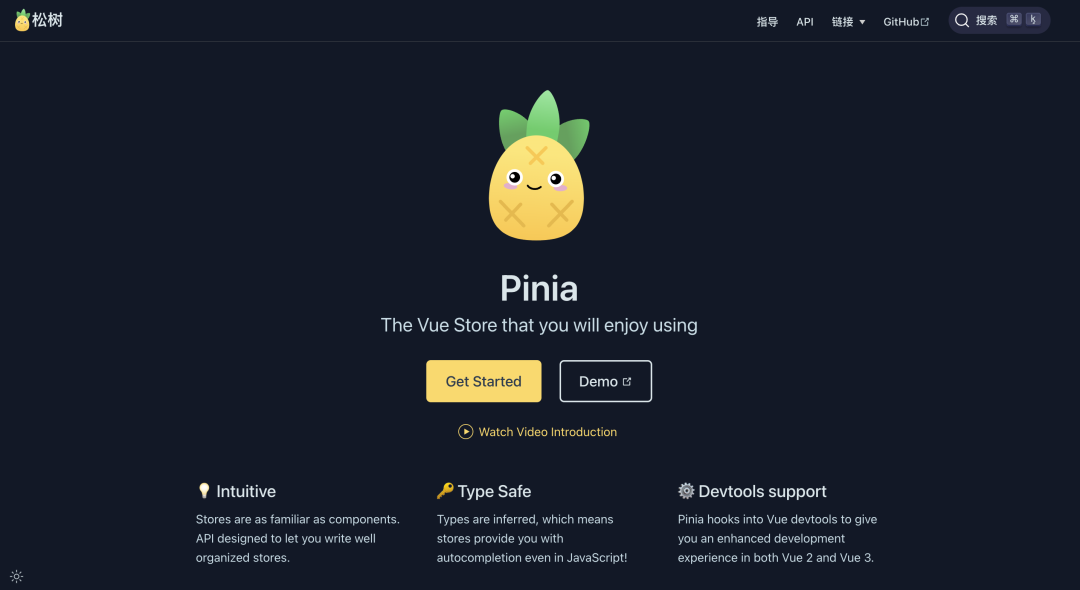 松树
指导 API 链接 GitHub 搜索 ⌘ k
Pinia
The Vue Store that you will enjoy using
Get Started Demo
Watch Video Introduction
Intuitive
Stores are as familiar as components.
API designed to let you write well
organized stores.
Type Safe
Types are inferred, which means
stores provide you with
autocompletion even in JavaScript!
Devtools support
Pinia hooks into Vue devtools to give
you an enhanced development
experience in both Vue 2 and Vue 3.